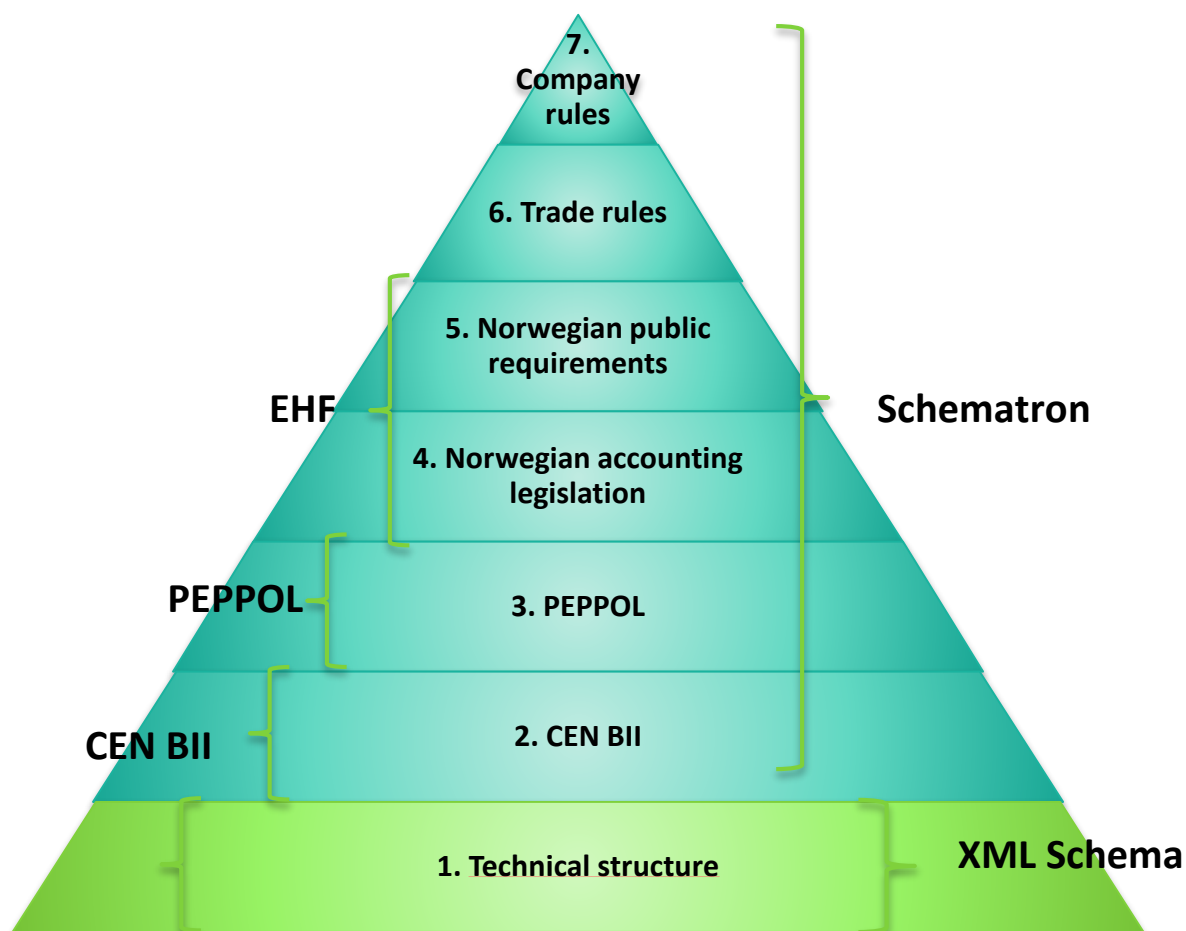 7.
Company
rules
6. Trade rules
5. Norwegian public
requirements
EHF
Schematron
4. Norwegian accounting
legislation
PEPPOL
3. PEPPOL
CEN BII
2. CEN BII
XML Schema
1. Technical structure